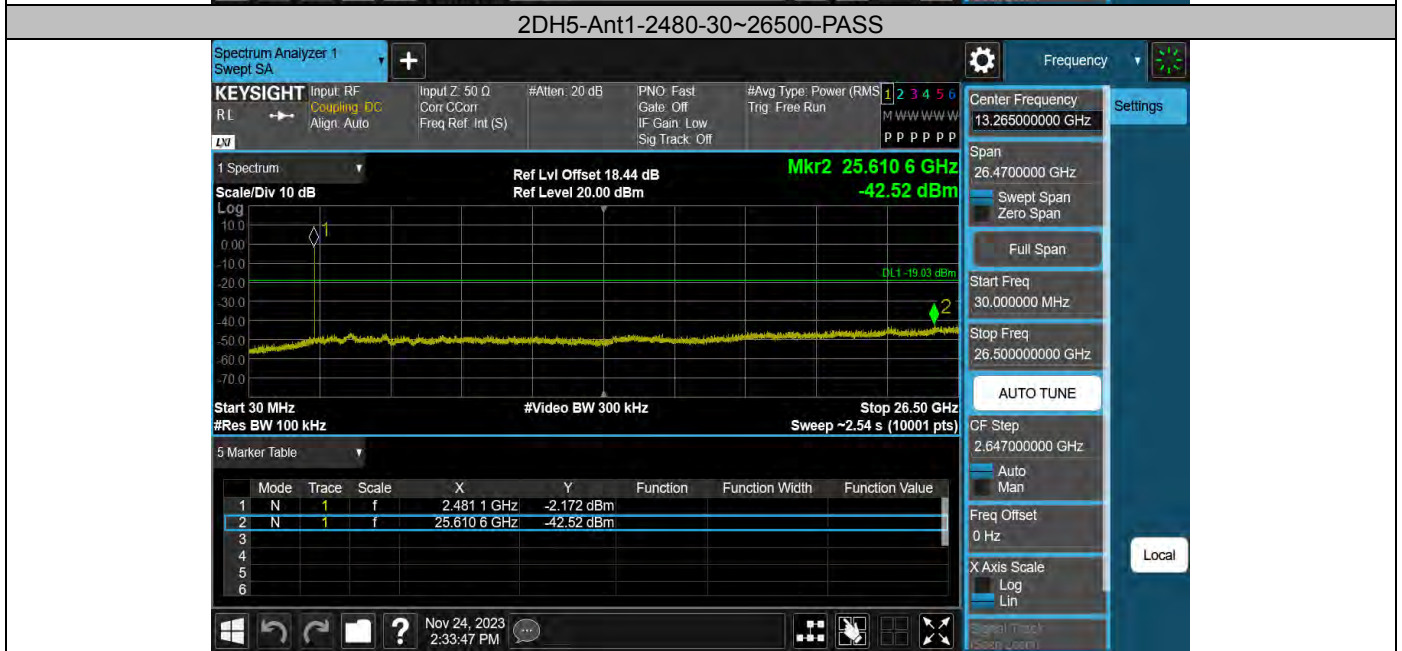 2DH5-Ant1-2480-30~26500-PASS
Spectrum Analyzer 1
Swept SA
Frequency
KEYSIGHT
RL
LXI
Input: RF
Coupling: DC
Align: Auto
Input Z: 50 Ω
Corr CCorr
Freq Ref: Int (S)
#Atten: 20 dB
PNO: Fast
Gate: Off
IF Gain: Low
Sig Track: Off
#Avg Type: Power (RMS
Trig: Free Run
1 2 3 4 5 6
M W W W W W
P P P P P P
Center Frequency
13.265000000 GHz
Settings
Span
26.4700000 GHz
Swept Span
Zero Span
Full Span
Start Freq
30.000000 MHz
Stop Freq
26.500000000 GHz
AUTO TUNE
CF Step
2.647000000 GHz
Auto
Man
Freq Offset
0 Hz
X Axis Scale
Log
Lin
Signal Track
(Span Zoom)
Local
1 Spectrum
Scale/Div 10 dB
Ref Lvl Offset 18.44 dB
Ref Level 20.00 dBm
Mkr2 25.610 6 GHz
-42.52 dBm
Log
10.0
0.00
-10.0
-20.0
-30.0
-40.0
-50.0
-60.0
-70.0
1
DL1 -19.03 dBm
2
Start 30 MHz
#Res BW 100 kHz
#Video BW 300 kHz
Stop 26.50 GHz
Sweep ~2.54 s (10001 pts)
5 Marker Table
Mode Trace Scale X Y Function Function Width Function Value
1 N 1 f 2.481 1 GHz -2.172 dBm
2 N 1 f 25.610 6 GHz -42.52 dBm
3
4
5
6
?
Nov 24, 2023
2:33:47 PM